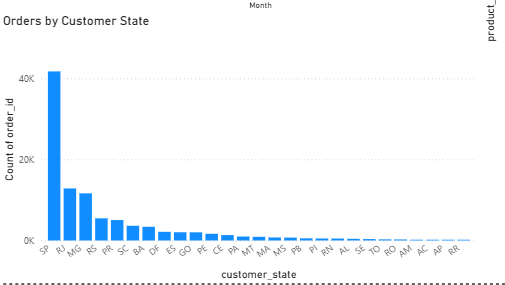 Month
product_
Orders by Customer State
Count of order_id
40K
20K
0K
SP RJ MG RS PR SC BA DF ES GO PE CE PA MT MA MS PB PI RN AL SE TO RO AM AC AP RR
customer_state